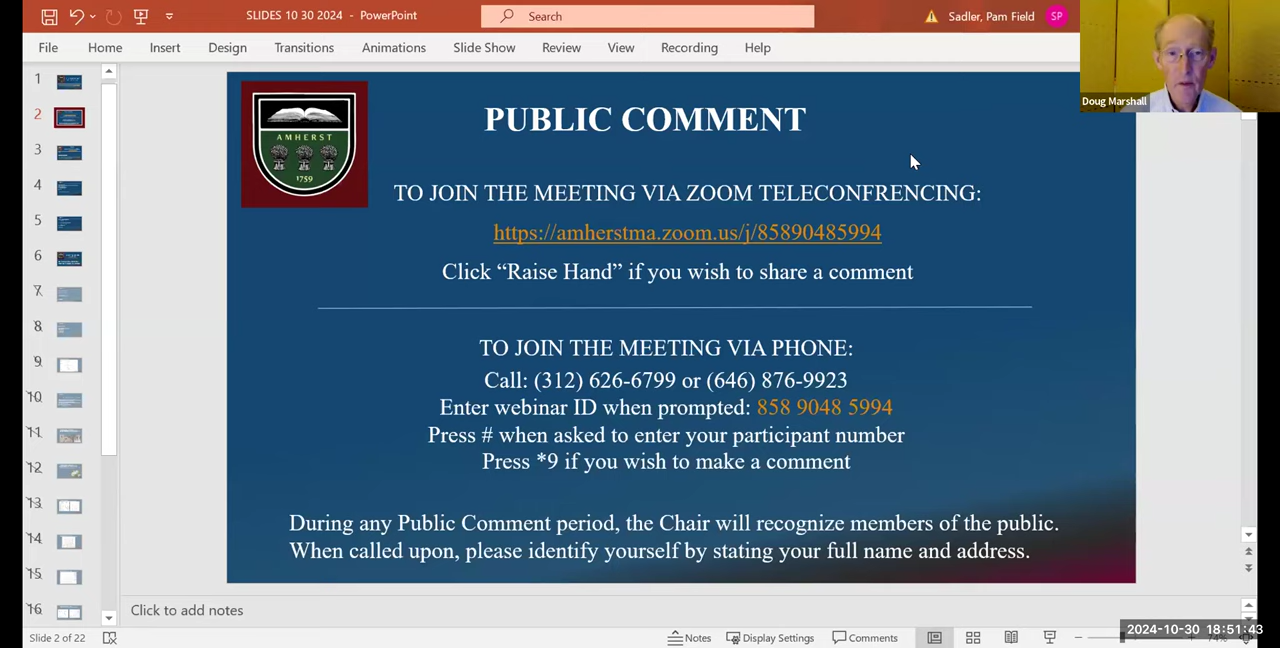 SLIDES 10 30 2024 - PowerPoint
Search
Sadler, Pam Field
SP
File Home Insert Design Transitions Animations Slide Show Review View Recording Help
Doug Marshall
1
2
3
4
5
6
7
8
9
10
11
12
13
14
15
16
AMHERST
1759
PUBLIC COMMENT
TO JOIN THE MEETING VIA ZOOM TELECONFRENCING:
https://amherstma.zoom.us/j/85890485994
Click “Raise Hand” if you wish to share a comment
TO JOIN THE MEETING VIA PHONE:
Call: (312) 626-6799 or (646) 876-9923
Enter webinar ID when prompted: 858 9048 5994
Press # when asked to enter your participant number
Press *9 if you wish to make a comment
During any Public Comment period, the Chair will recognize members of the public.
When called upon, please identify yourself by stating your full name and address.
Click to add notes
Slide 2 of 22
Notes
Display Settings
Comments
2024-10-30 18:51:43